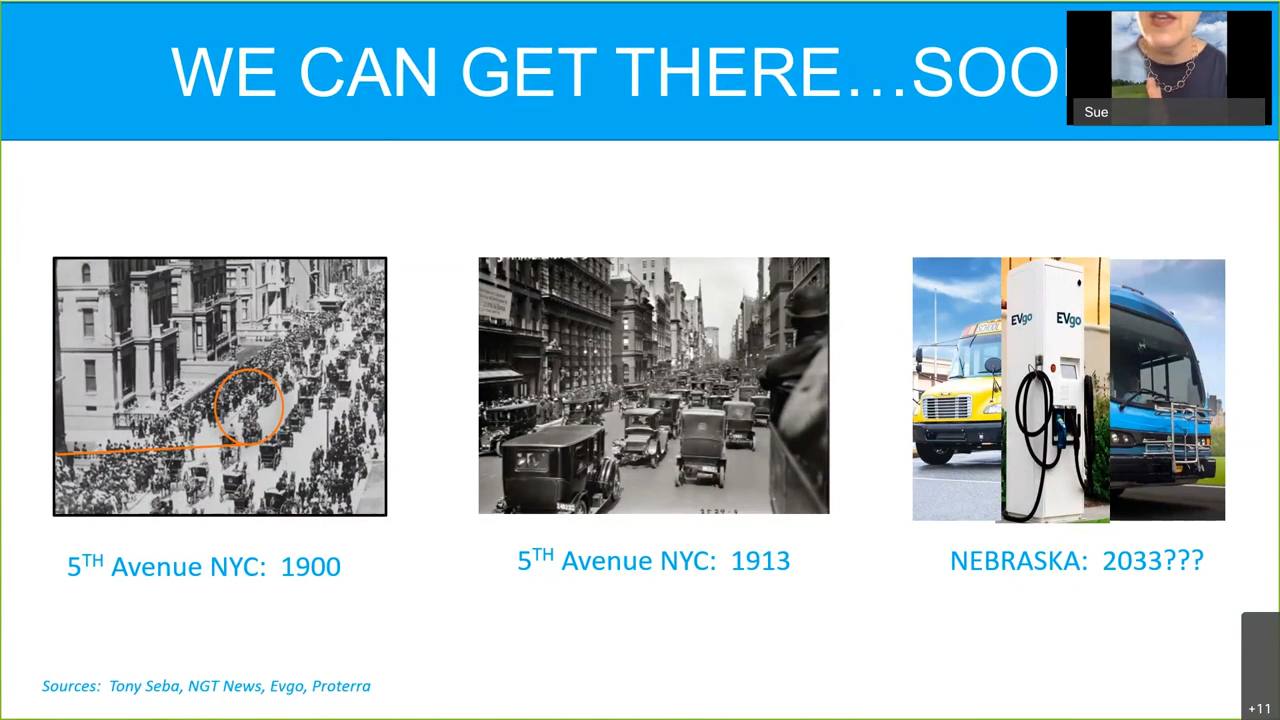 WE CAN GET THERE…SOO
Sue
EVgo EVgo
SCHOOL
5TH Avenue NYC: 1900
5TH Avenue NYC: 1913
NEBRASKA: 2033???
Sources: Tony Seba, NGT News, Evgo, Proterra
+11